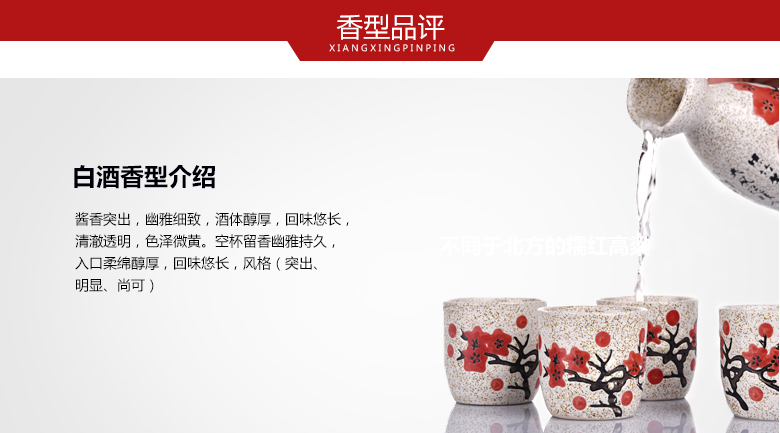 香型品评
XIANGXINGPINPING
白酒香型介绍
酱香突出，幽雅细致，酒体醇厚，回味悠长，
清澈透明，色泽微黄。空杯留香幽雅持久，
入口柔绵醇厚，回味悠长，风格（突出、
明显、尚可）
不同于北方的糯红高粱